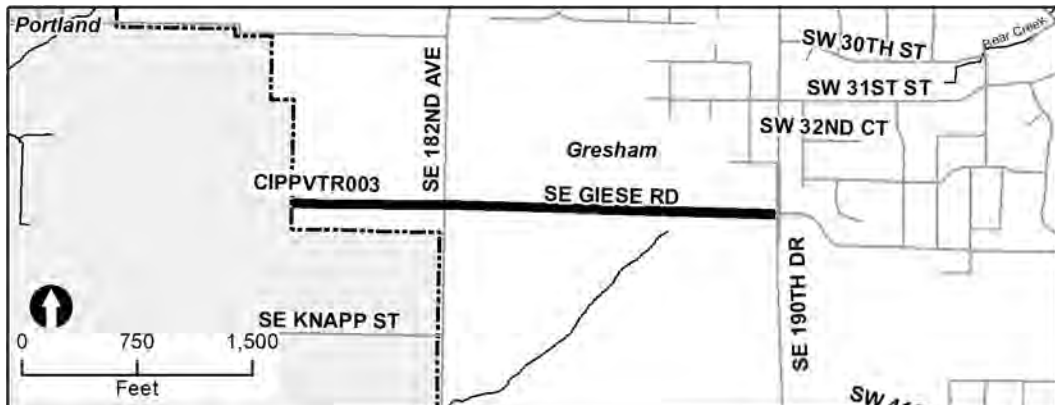 Portland
SE 182ND AVE
SW 30TH ST
Bear Creek
SW 31ST ST
SW 32ND CT
Gresham
CIPPVTR003
SE GIESE RD
SE 190TH DR
SE KNAPP ST
0 750 1,500
Feet